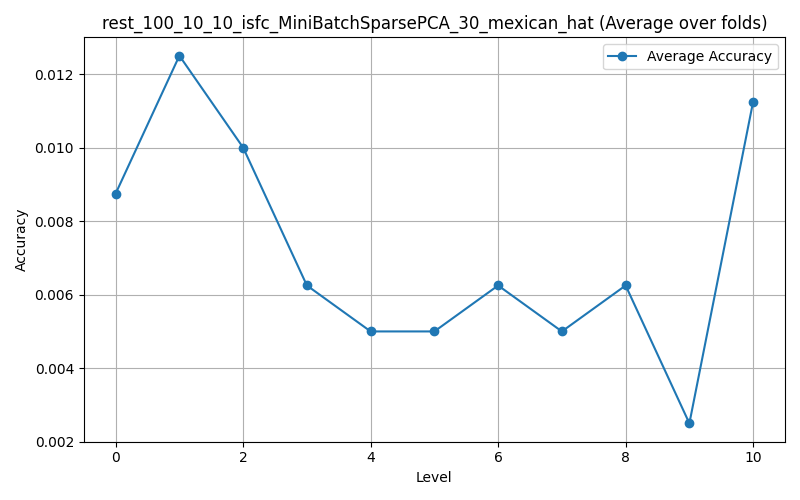 rest_100_10_10_isfc_MiniBatchSparsePCA_30_mexican_hat (Average over folds)
Average Accuracy
0.012
0.010
0.008
0.006
0.004
0.002
Accuracy
0 2 4 6 8 10
Level